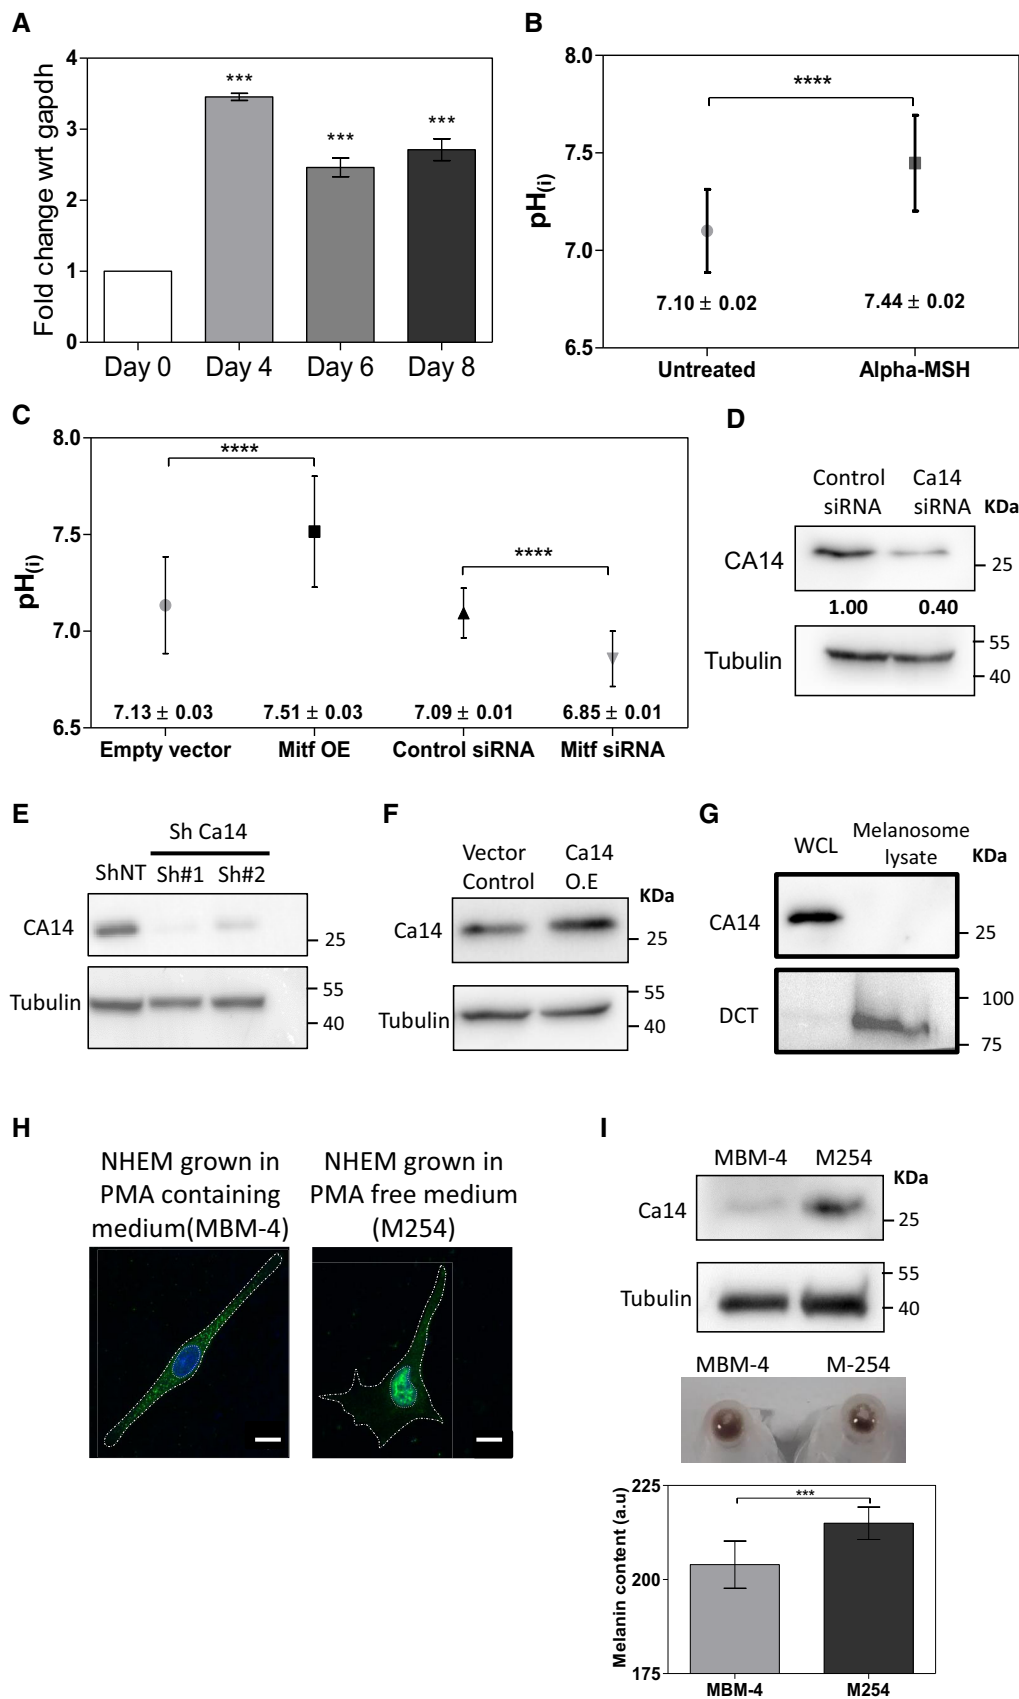 A
Fold change wrt gapdh
4
3
2
1
0
***
***
***
Day 0 Day 4 Day 6 Day 8
B
pH(i)
8.0
7.5
7.0
6.5
****
7.10 ± 0.02
7.44 ± 0.02
Untreated Alpha-MSH
C
pH(i)
8.0
7.5
7.0
6.5
****
****
7.13 ± 0.03 7.51 ± 0.03 7.09 ± 0.01 6.85 ± 0.01
Empty vector Mitf OE Control siRNA Mitf siRNA
D
Control Ca14
siRNA siRNA KDa
CA14
25
1.00 0.40
Tubulin
55
40
E
Sh Ca14
ShNT Sh#1 Sh#2
CA14
25
Tubulin
55
40
F
Vector Ca14
Control O.E
KDa
Ca14
25
Tubulin
55
40
G
WCL Melanosome
lysate
KDa
CA14
25
DCT
100
75
H
NHEM grown in
PMA containing
medium(MBM-4)
NHEM grown in
PMA free medium
(M254)
I
MBM-4 M254
KDa
Ca14
25
Tubulin
55
40
MBM-4 M-254
Melanin content (a.u)
225
200
175
***
MBM-4 M254